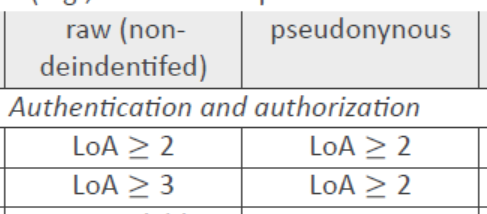 raw (non-
deindentifed)
pseudonynous
Authentication and authorization
LoA ≥ 2
LoA ≥ 2
LoA ≥ 3
LoA ≥ 2